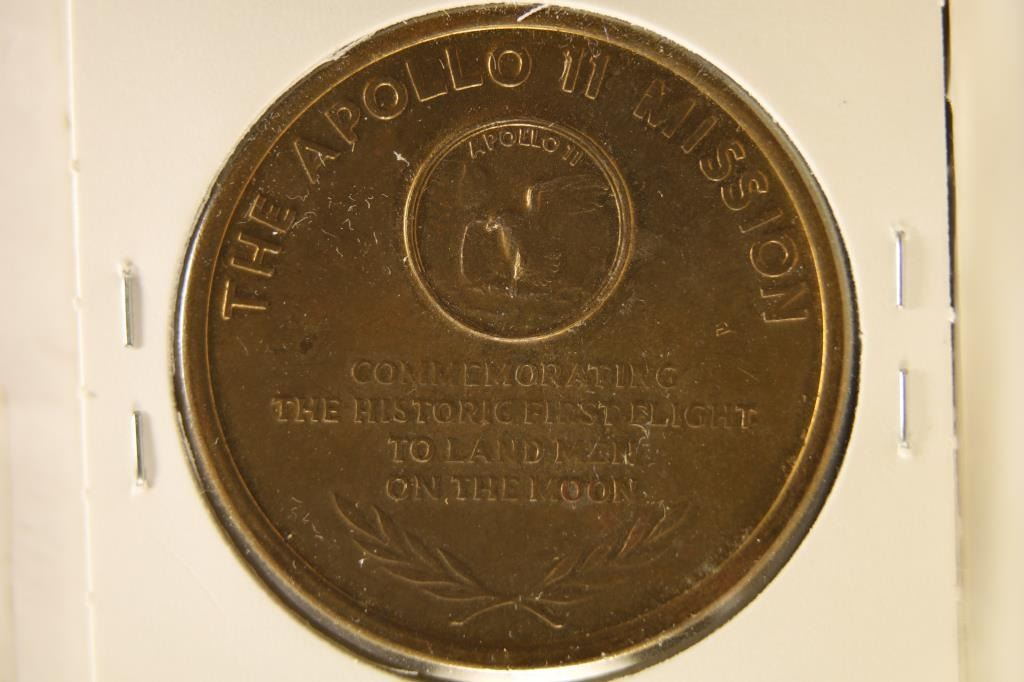 THE APOLLO 11 MISSION
APOLLO 11
COMMEMORATING
THE HISTORIC FIRST FLIGHT
TO LAND MAN
ON THE MOON